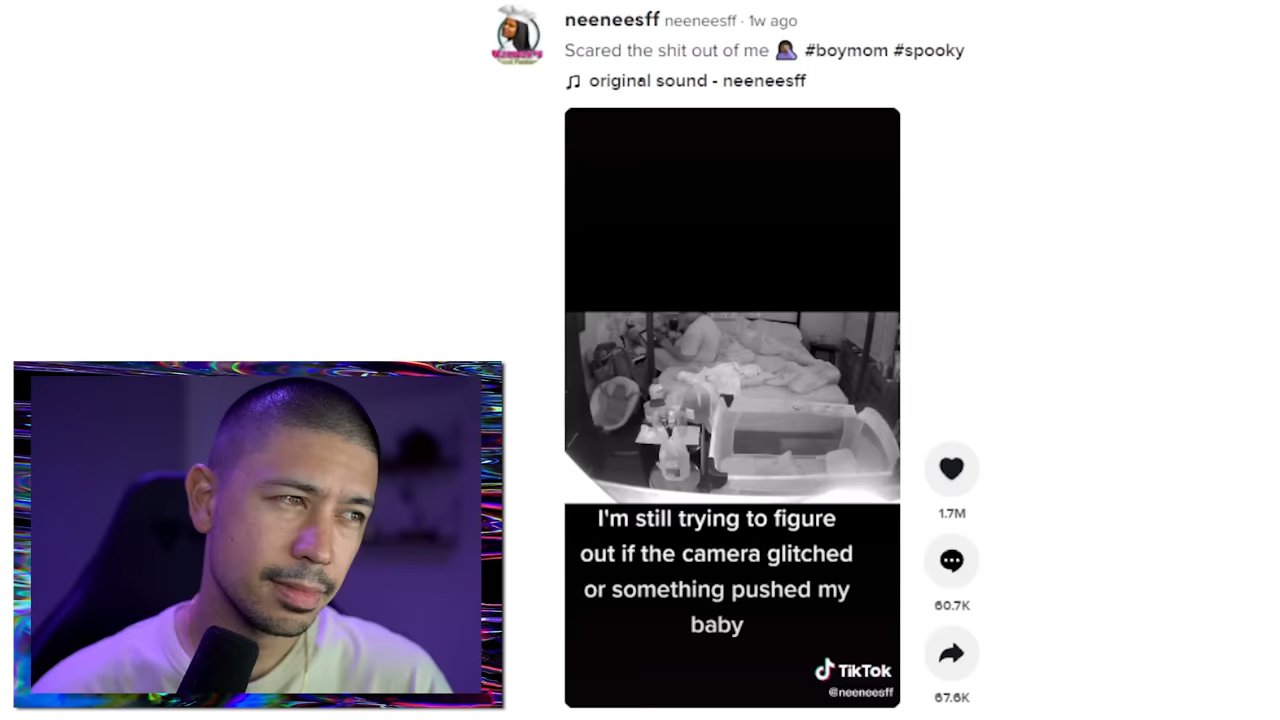 neeneesff neeneesff · 1w ago
Scared the shit out of me #boymom #spooky
original sound - neeneesff
I'm still trying to figure
out if the camera glitched
or something pushed my
baby
TikTok
@neeneesff
1.7M
60.7K
67.6K